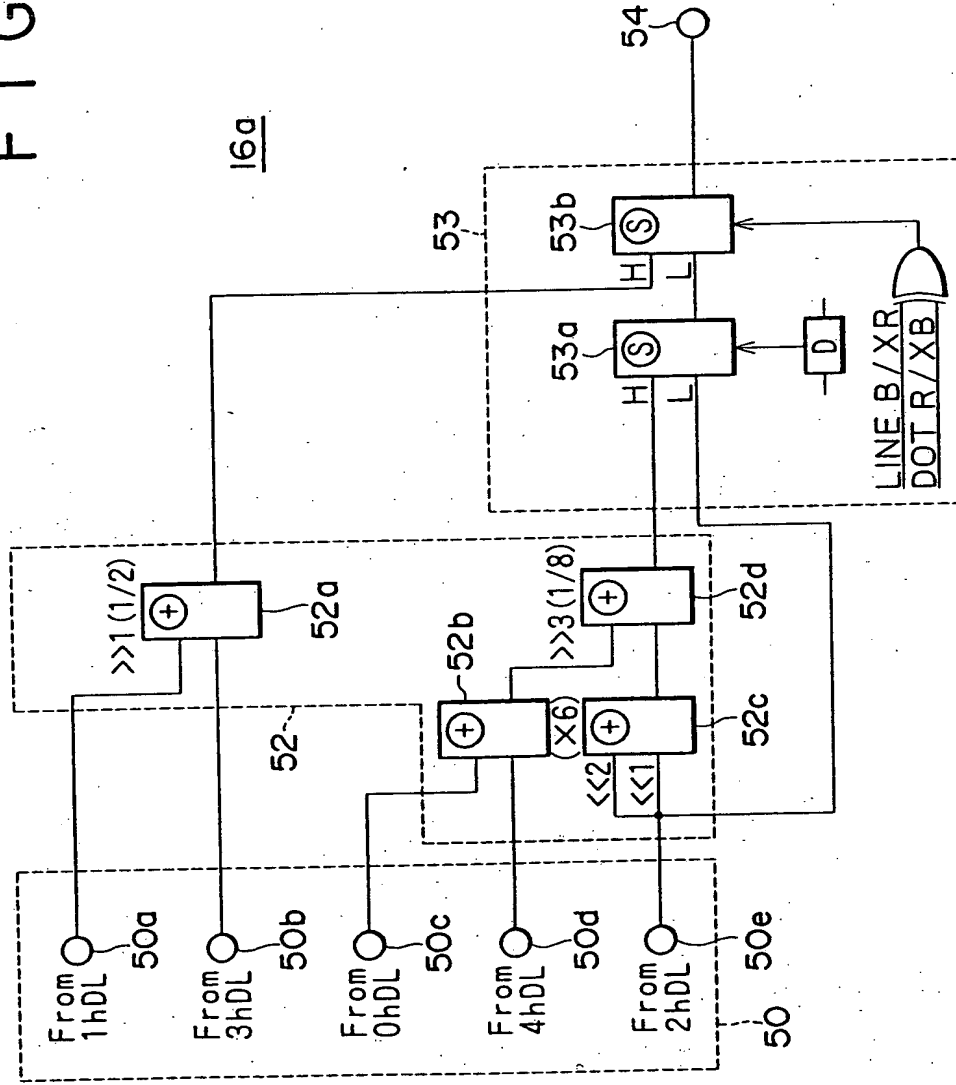 FIG
16a
From
1hDL
50a
From
3hDL
50b
From
0hDL
50c
From
4hDL
50d
From
2hDL
50e
50
52
>>1(1/2)
+
52a
52b
+
(×6)
<<2
<<1
+
52c
>>3(1/8)
+
52d
53
53a
H
L
S
53b
H
L
S
D
LINE B/XR
DOT R/XB
54